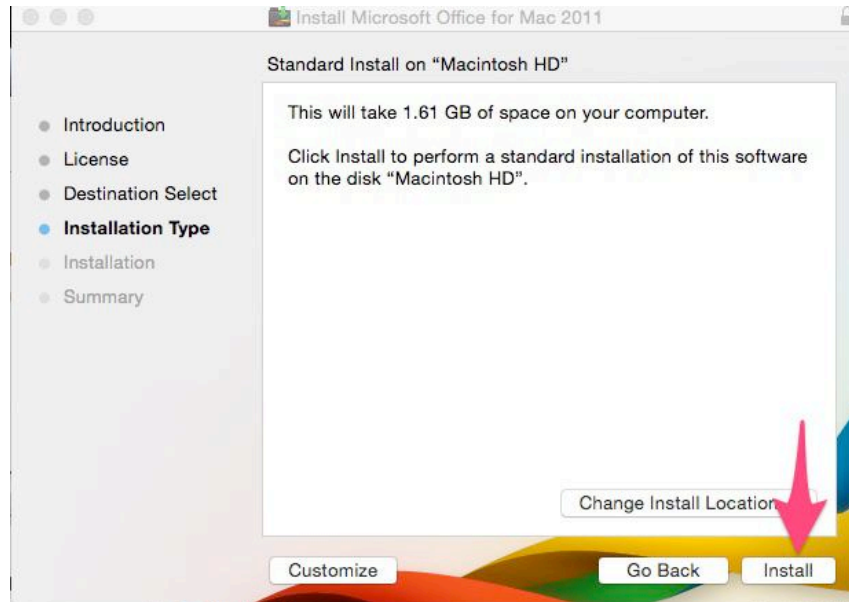 Install Microsoft Office for Mac 2011
Standard Install on “Macintosh HD”
Introduction
License
Destination Select
Installation Type
Installation
Summary
This will take 1.61 GB of space on your computer.
Click Install to perform a standard installation of this software
on the disk “Macintosh HD”.
Change Install Location
Customize
Go Back
Install